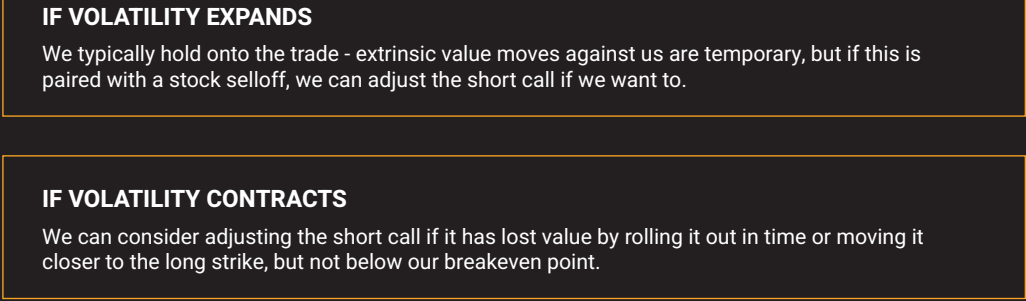 IF VOLATILITY EXPANDS
We typically hold onto the trade - extrinsic value moves against us are temporary, but if this is
paired with a stock selloff, we can adjust the short call if we want to.
IF VOLATILITY CONTRACTS
We can consider adjusting the short call if it has lost value by rolling it out in time or moving it
closer to the long strike, but not below our breakeven point.